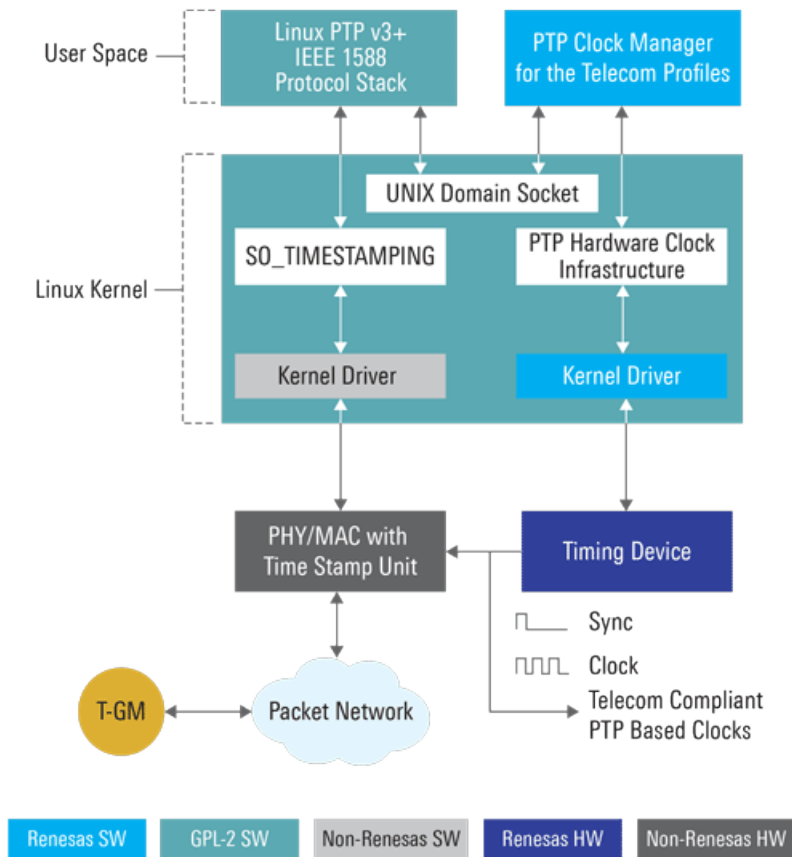 User Space
Linux PTP v3+
IEEE 1588
Protocol Stack
PTP Clock Manager
for the Telecom Profiles
Linux Kernel
UNIX Domain Socket
SO_TIMESTAMPING
PTP Hardware Clock
Infrastructure
Kernel Driver
Kernel Driver
PHY/MAC with
Time Stamp Unit
Timing Device
Sync
Clock
Telecom Compliant
PTP Based Clocks
T-GM
Packet Network
Renesas SW
GPL-2 SW
Non-Renesas SW
Renesas HW
Non-Renesas HW